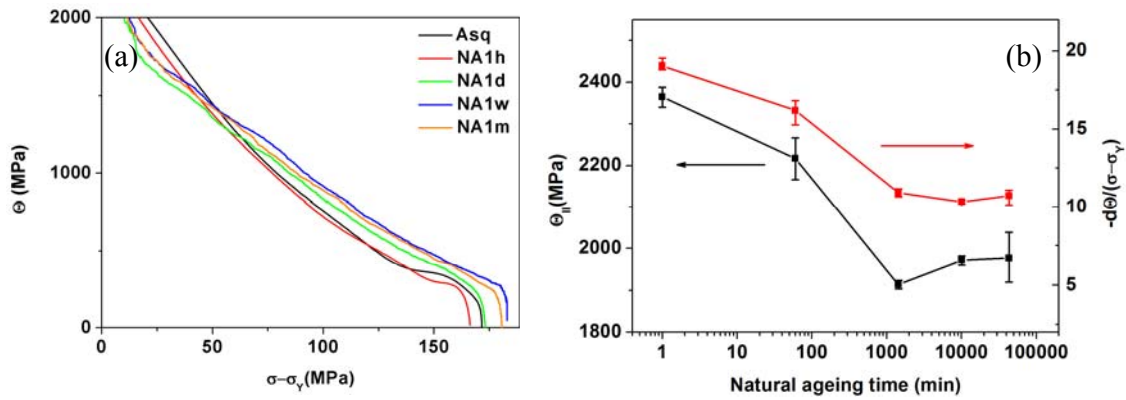 (a)
Θ (MPa)
2000
1000
0
0 50 100 150
σ−σY(MPa)
Asq
NA1h
NA1d
NA1w
NA1m
(b)
ΘII(MPa)
2400
2200
2000
1800
1 10 100 1000 10000 100000
Natural ageing time (min)
20
15
10
5
-dΘ/(σ−σY)